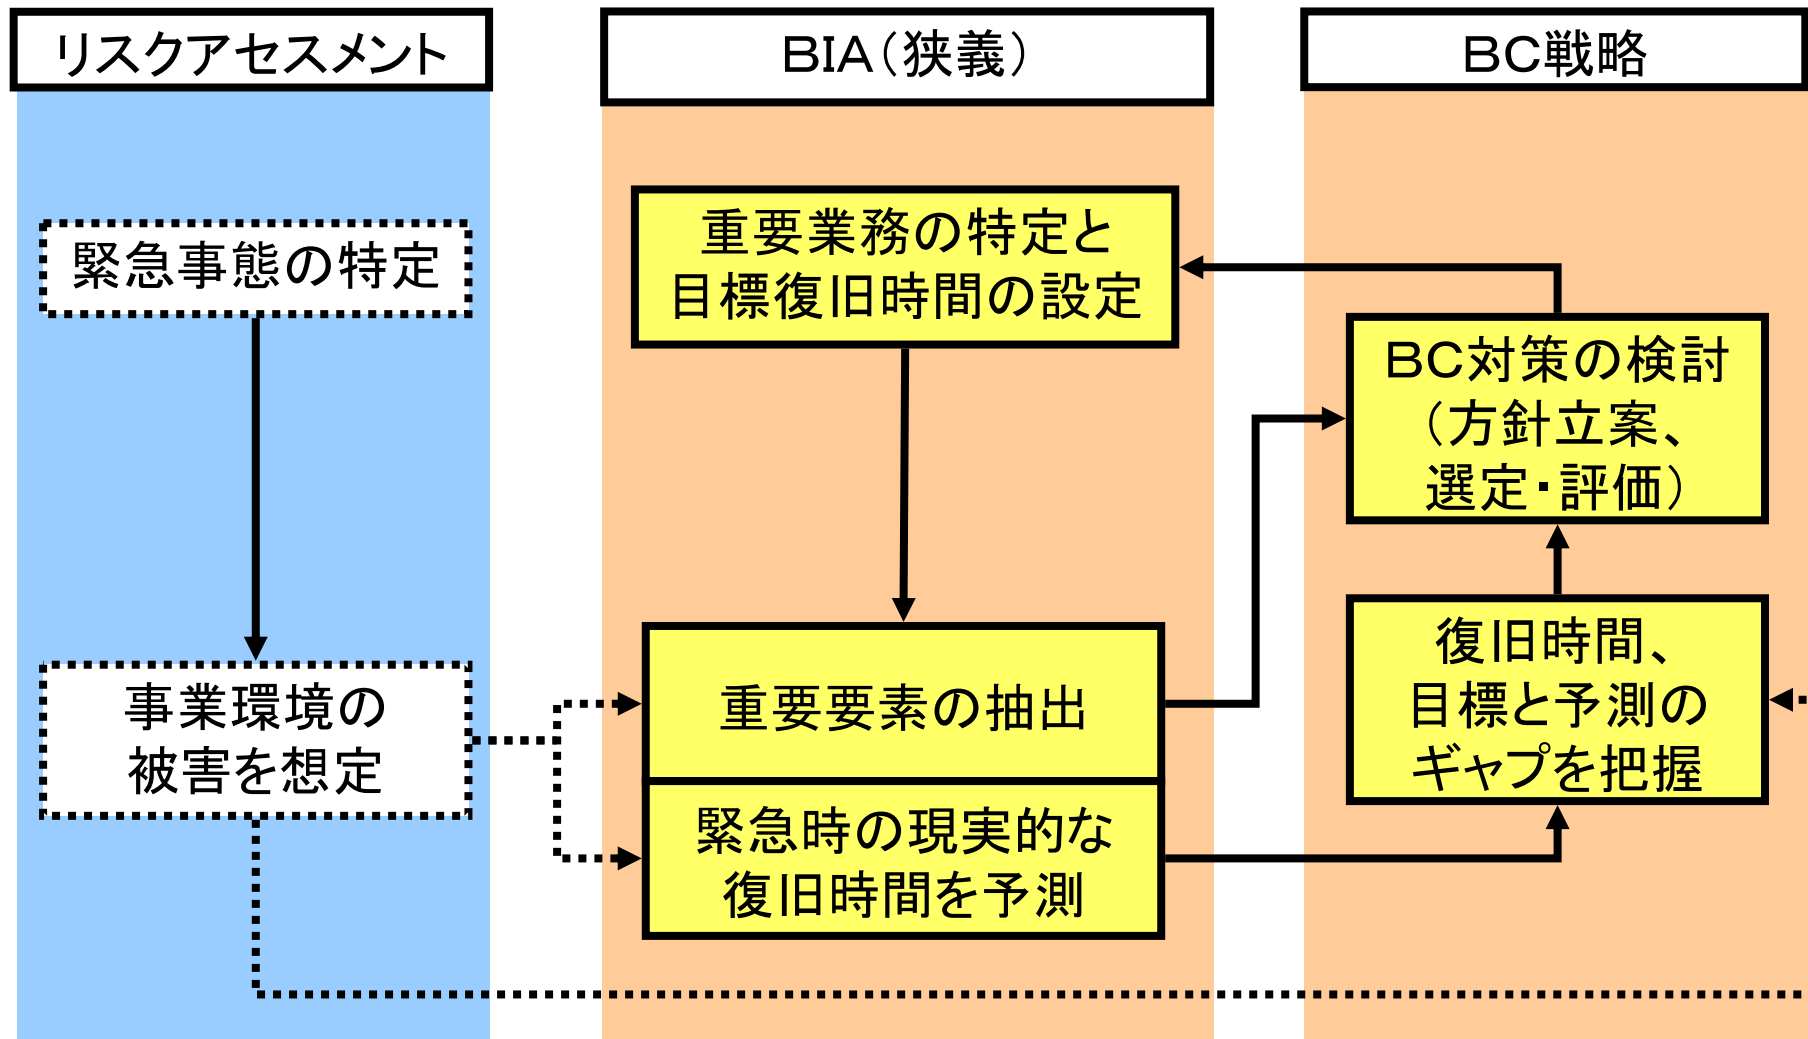 リスクアセスメント
BIA（狭義）
BC戦略
緊急事態の特定
事業環境の
被害を想定
重要業務の特定と
目標復旧時間の設定
重要要素の抽出
緊急時の現実的な
復旧時間を予測
BC対策の検討
（方針立案、
選定・評価）
復旧時間、
目標と予測の
ギャプを把握